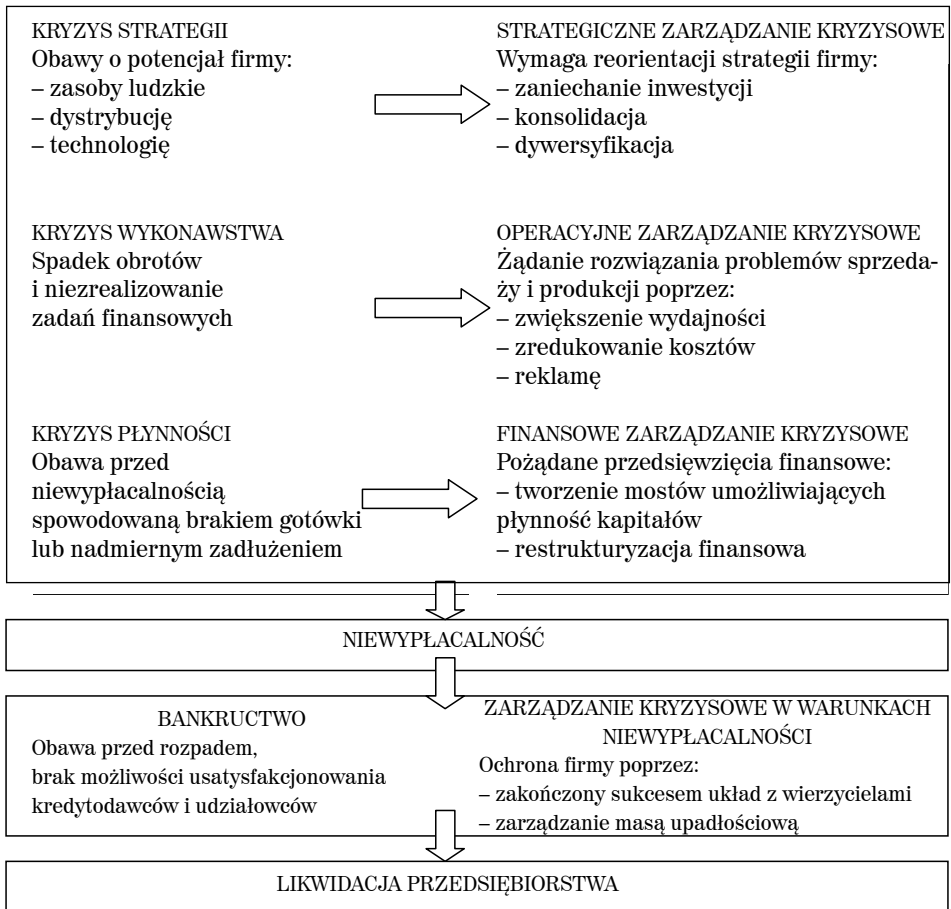 KRYZYS STRATEGII
Obawy o potencjał firmy:
– zasoby ludzkie
– dystrybucję
– technologię
STRATEGICZNE ZARZĄDZANIE KRYZYSOWE
Wymaga reorientacji strategii firmy:
– zaniechanie inwestycji
– konsolidacja
– dywersyfikacja
KRYZYS WYKONAWSTWA
Spadek obrotów
i niezrealizowanie
zadań finansowych
OPERACYJNE ZARZĄDZANIE KRYZYSOWE
Żądanie rozwiązania problemów sprzeda-
ży i produkcji poprzez:
– zwiększenie wydajności
– zredukowanie kosztów
– reklamę
KRYZYS PŁYNNOŚCI
Obawa przed
niewypłacalnością
spowodowaną brakiem gotówki
lub nadmiernym zadłużeniem
FINANSOWE ZARZĄDZANIE KRYZYSOWE
Pożądane przedsięwzięcia finansowe:
– tworzenie mostów umożliwiających
płynność kapitałów
– restrukturyzacja finansowa
NIEWYPŁACALNOŚĆ
BANKRUCTWO
Obawa przed rozpadem,
brak możliwości usatysfakcjonowania
kredytodawców i udziałowców
ZARZĄDZANIE KRYZYSOWE W WARUNKACH
NIEWYPŁACALNOŚCI
Ochrona firmy poprzez:
– zakończony sukcesem układ z wierzycielami
– zarządzanie masą upadłościową
LIKWIDACJA PRZEDSIĘBIORSTWA